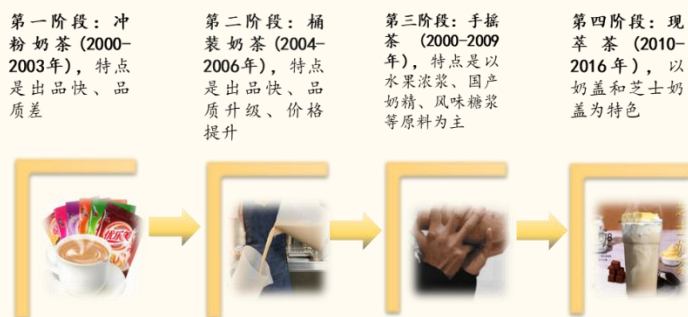 第一阶段：冲
粉奶茶(2000-
2003年)，特点
是出品快、品
质差
第二阶段：桶
装奶茶(2004-
2006年)，特点
是出品快、品
质升级、价格
提升
第三阶段：手摇
茶（2000-2009
年)，特点是以
水果浓浆、国产
奶精、风味糖浆
等原料为主
第四阶段：现
萃茶(2010-
2016年)，以
奶盖和芝士奶
盖为特色
优乐美